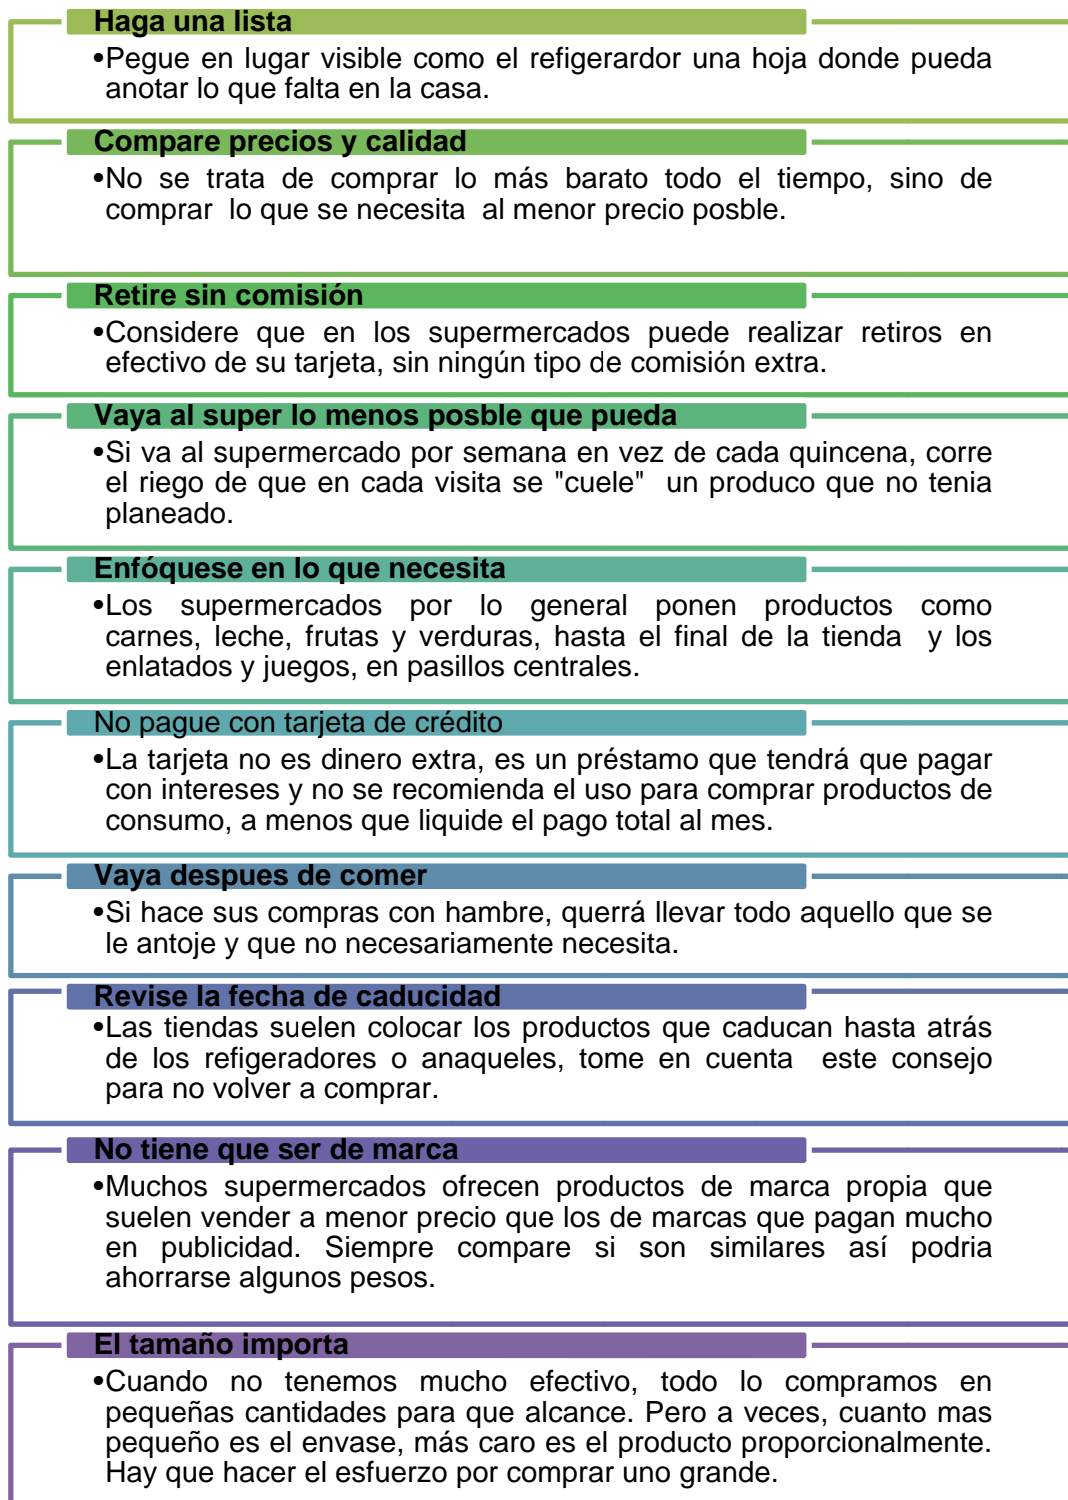 Haga una lista
•Pegue en lugar visible como el refigerardor una hoja donde pueda
anotar lo que falta en la casa.
Compare precios y calidad
•No se trata de comprar lo más barato todo el tiempo, sino de
comprar lo que se necesita al menor precio posble.
Retire sin comisión
•Considere que en los supermercados puede realizar retiros en
efectivo de su tarjeta, sin ningún tipo de comisión extra.
Vaya al super lo menos posble que pueda
•Si va al supermercado por semana en vez de cada quincena, corre
el riego de que en cada visita se "cuele" un produco que no tenia
planeado.
Enfóquese en lo que necesita
•Los supermercados por lo general ponen productos como
carnes, leche, frutas y verduras, hasta el final de la tienda y los
enlatados y juegos, en pasillos centrales.
No pague con tarjeta de crédito
•La tarjeta no es dinero extra, es un préstamo que tendrá que pagar
con intereses y no se recomienda el uso para comprar productos de
consumo, a menos que liquide el pago total al mes.
Vaya despues de comer
•Si hace sus compras con hambre, querrá llevar todo aquello que se
le antoje y que no necesariamente necesita.
Revise la fecha de caducidad
•Las tiendas suelen colocar los productos que caducan hasta atrás
de los refigeradores o anaqueles, tome en cuenta este consejo
para no volver a comprar.
No tiene que ser de marca
•Muchos supermercados ofrecen productos de marca propia que
suelen vender a menor precio que los de marcas que pagan mucho
en publicidad. Siempre compare si son similares así podria
ahorrarse algunos pesos.
El tamaño importa
•Cuando no tenemos mucho efectivo, todo lo compramos en
pequeñas cantidades para que alcance. Pero a veces, cuanto mas
pequeño es el envase, más caro es el producto proporcionalmente.
Hay que hacer el esfuerzo por comprar uno grande.